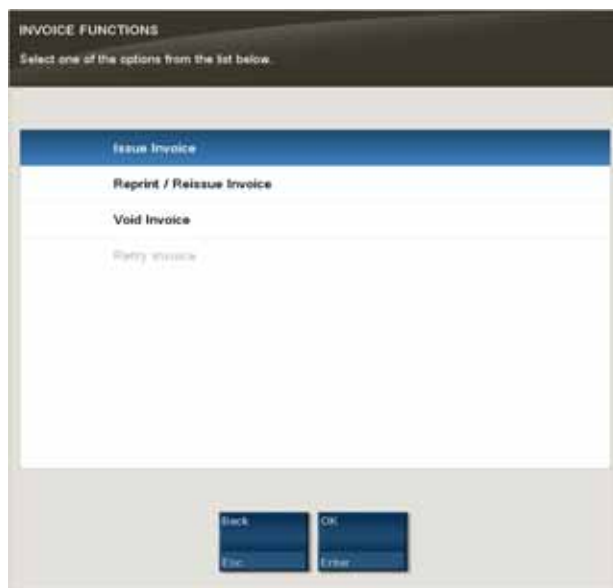 INVOICE FUNCTIONS
Select one of the options from the list below.
Issue Invoice
Reprint / Reissue Invoice
Void Invoice
Retry Invoice
Back
OK
Esc
Enter